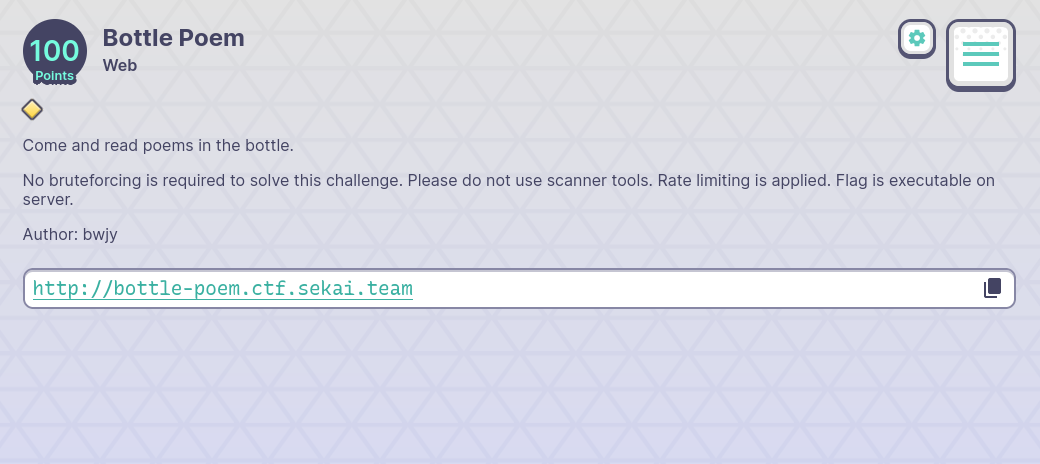 100
Points
Bottle Poem
Web
Come and read poems in the bottle.
No bruteforcing is required to solve this challenge. Please do not use scanner tools. Rate limiting is applied. Flag is executable on
server.
Author: bwjy
http://bottle-poem.ctf.sekai.team